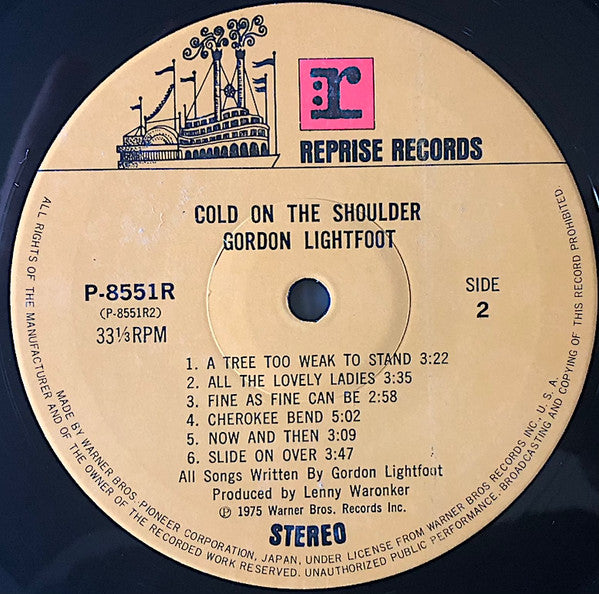 r
REPRISE RECORDS
COLD ON THE SHOULDER
GORDON LIGHTFOOT
P-8551R
(P-8551R2)
33⅓RPM
SIDE
2
1. A TREE TOO WEAK TO STAND 3:22
2. ALL THE LOVELY LADIES 3:35
3. FINE AS FINE CAN BE 2:58
4. CHEROKEE BEND 5:02
5. NOW AND THEN 3:09
6. SLIDE ON OVER 3:47
All Songs Written By Gordon Lightfoot
Produced by Lenny Waronker
℗ 1975 Warner Bros. Records Inc.
STEREO
MADE BY WARNER BROS.-PIONEER CORPORATION, JAPAN, UNDER LICENSE FROM WARNER BROS RECORDS INC., U.S.A.
ALL RIGHTS OF THE MANUFACTURER AND OF THE OWNER OF THE RECORDED WORK RESERVED. UNAUTHORIZED PUBLIC PERFORMANCE·BROADCASTING AND COPYING OF THIS RECORD PROHIBITED